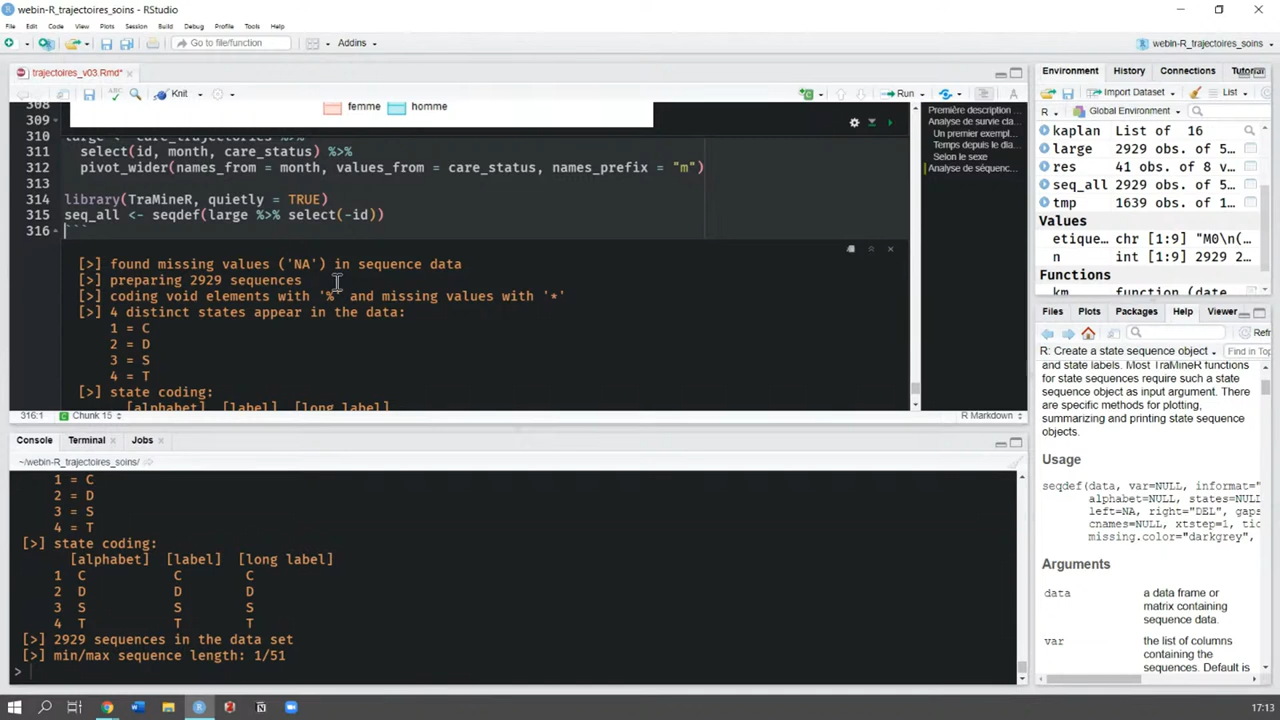 webin-R_trajectoires_soins - RStudio
File Edit Code View Plots Session Build Debug Profile Tools Help
Go to file/function
Addins
webin-R_trajectoires_soins
trajectoires_v03.Rmd*
Knit
Run
308
femme homme
309
310
311 select(id, month, care_status) %>%
312 pivot_wider(names_from = month, values_from = care_status, names_prefix = "m")
313
314 library(TraMineR, quietly = TRUE)
315 seq_all <- seqdef(large %>% select(-id))
316 ```
[>] found missing values ('NA') in sequence data
[>] preparing 2929 sequences
[>] coding void elements with '%' and missing values with '*'
[>] 4 distinct states appear in the data:
1 = C
2 = D
3 = S
4 = T
[>] state coding:
[alphabet] [label] [long label]
316:1 Chunk 15 R Markdown
Première description
Analyse de survie cla...
Un premier exempl...
Temps depuis le dia...
Selon le sexe
Analyse de séquenc...
Console Terminal Jobs
~/webin-R_trajectoires_soins/
1 = C
2 = D
3 = S
4 = T
[>] state coding:
[alphabet] [label] [long label]
1 C C C
2 D D D
3 S S S
4 T T T
[>] 2929 sequences in the data set
[>] min/max sequence length: 1/51
>
Environment History Connections Tutorial
Import Dataset List
R Global Environment
kaplan List of 16
large 2929 obs. of 5...
res 41 obs. of 8 v...
seq_all 2929 obs. of 5...
tmp 1639 obs. of 1...
Values
etique... chr [1:9] "M0\n(...
n int [1:9] 2929 2...
Functions
km function (date
Files Plots Packages Help Viewer
Refr
R: Create a state sequence object Find in Top
and state labels. Most TraMineR functions
for state sequences require such a state
sequence object as input argument. There
are specific methods for plotting,
summarizing and printing state sequence
objects.
Usage
seqdef(data, var=NULL, informat="
alphabet=NULL, states=NULL
left=NA, right="DEL", gaps
cnames=NULL, xtstep=1, tic
missing.color="darkgrey",
Arguments
data a data frame or
matrix containing
sequence data.
var the list of columns
containing the
sequences. Default is
17:13